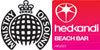 MINISTRY OF SOUND
hedkandi
BEACH BAR